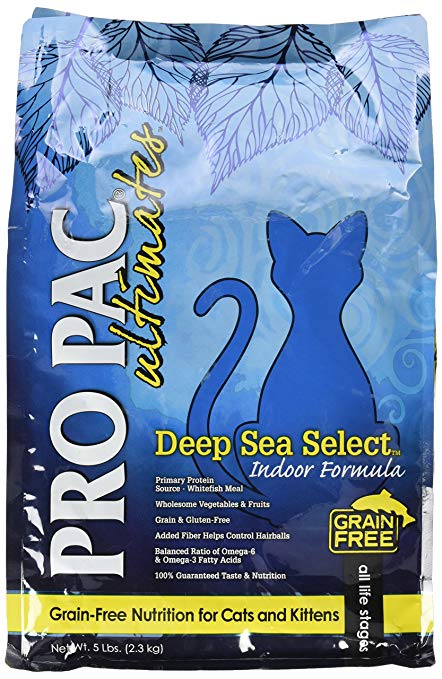 PRO PAC®
ultimates™
Deep Sea Select™
Indoor Formula
Primary Protein
Source - Whitefish Meal
Wholesome Vegetables & Fruits
Grain & Gluten-Free
Added Fiber Helps Control Hairballs
Balanced Ratio of Omega-6
& Omega-3 Fatty Acids
100% Guaranteed Taste & Nutrition
GRAIN
FREE
all life stages
Grain-Free Nutrition for Cats and Kittens
Net Wt. 5 Lbs. (2.3 kg)